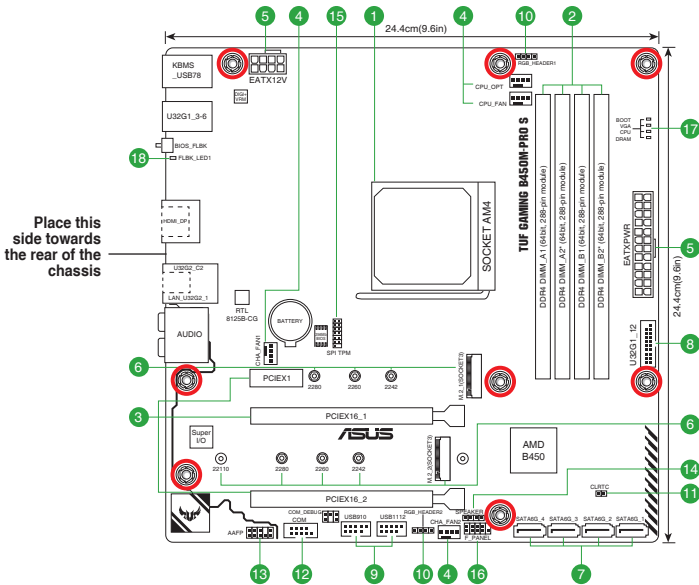 5
4
15
1
4
10
2
24.4cm(9.6in)
KBMS
_USB78
EATX12V
RGB_HEADER1
CPU_OPT
CPU_FAN
DIGI+
VRM
U32G1_3-6
BIOS_FLBK
18
FLBK_LED1
BOOT
VGA
CPU
DRAM
17
TUF GAMING B450M-PRO S
DDR4 DIMM_A1 (64bit, 288-pin module)
DDR4 DIMM_A2* (64bit, 288-pin module)
DDR4 DIMM_B1 (64bit, 288-pin module)
DDR4 DIMM_B2* (64bit, 288-pin module)
SOCKET AM4
HDMI_DP
Place this
side towards
the rear of the
chassis
EATXPWR
5
24.4cm(9.6in)
U32G2_C2
LAN_U32G2_1
RTL
8125B-CG
BATTERY
AUDIO
CHA_FAN1
SPI TPM
U32G1_12
8
6
PCIEX1
2280
2260
2242
M.2_1(SOCKET3)
3
PCIEX16_1
6
ASUS
Super
I/O
22110
2280
2260
2242
M.2_2(SOCKET3)
AMD
B450
14
CLRTC
11
PCIEX16_2
COM_DEBUG
COM
USB910
USB1112
RGB_HEADER2
SPEAKER
CHA_FAN2
F_PANEL
AAFP
SATA6G_4
SATA6G_3
SATA6G_2
SATA6G_1
13
12
9
10
4
16
7